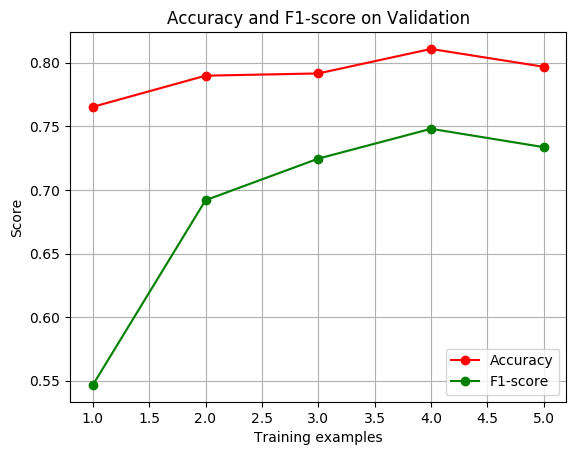 Accuracy and F1-score on Validation
Score
0.80
0.75
0.70
0.65
0.60
0.55
Accuracy
F1-score
1.0 1.5 2.0 2.5 3.0 3.5 4.0 4.5 5.0
Training examples